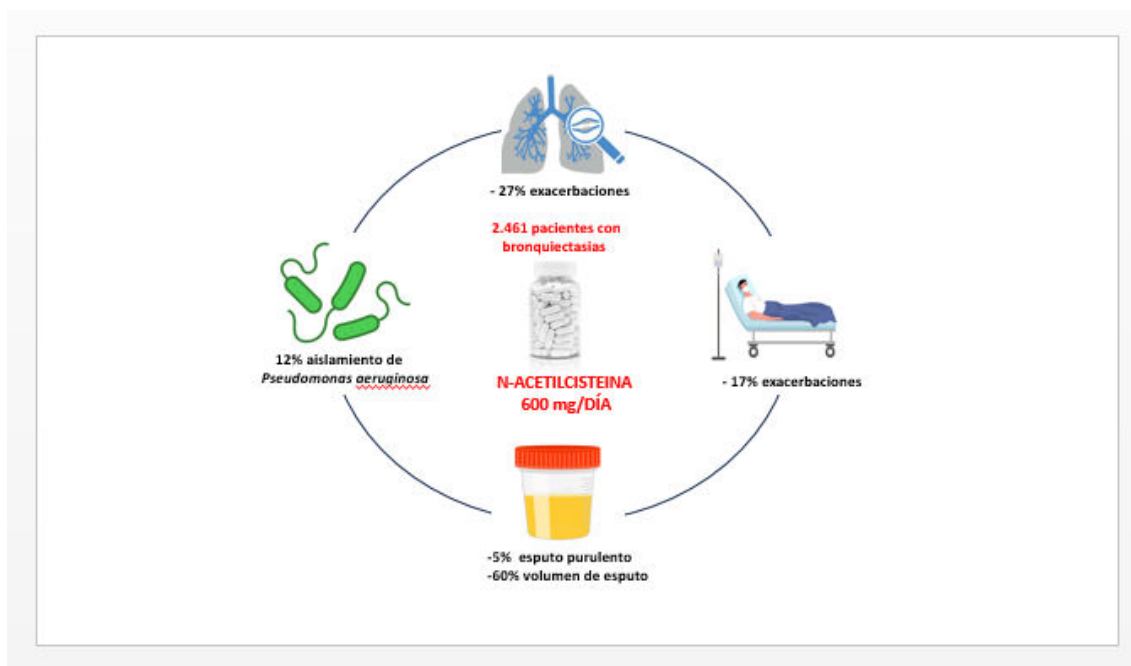 - 27% exacerbaciones
2.461 pacientes con
bronquiectasias
12% aislamiento de
Pseudomonas aeruginosa
- 17% exacerbaciones
N-ACETILCISTEINA
600 mg/DÍA
-5% esputo purulento
-60% volumen de esputo